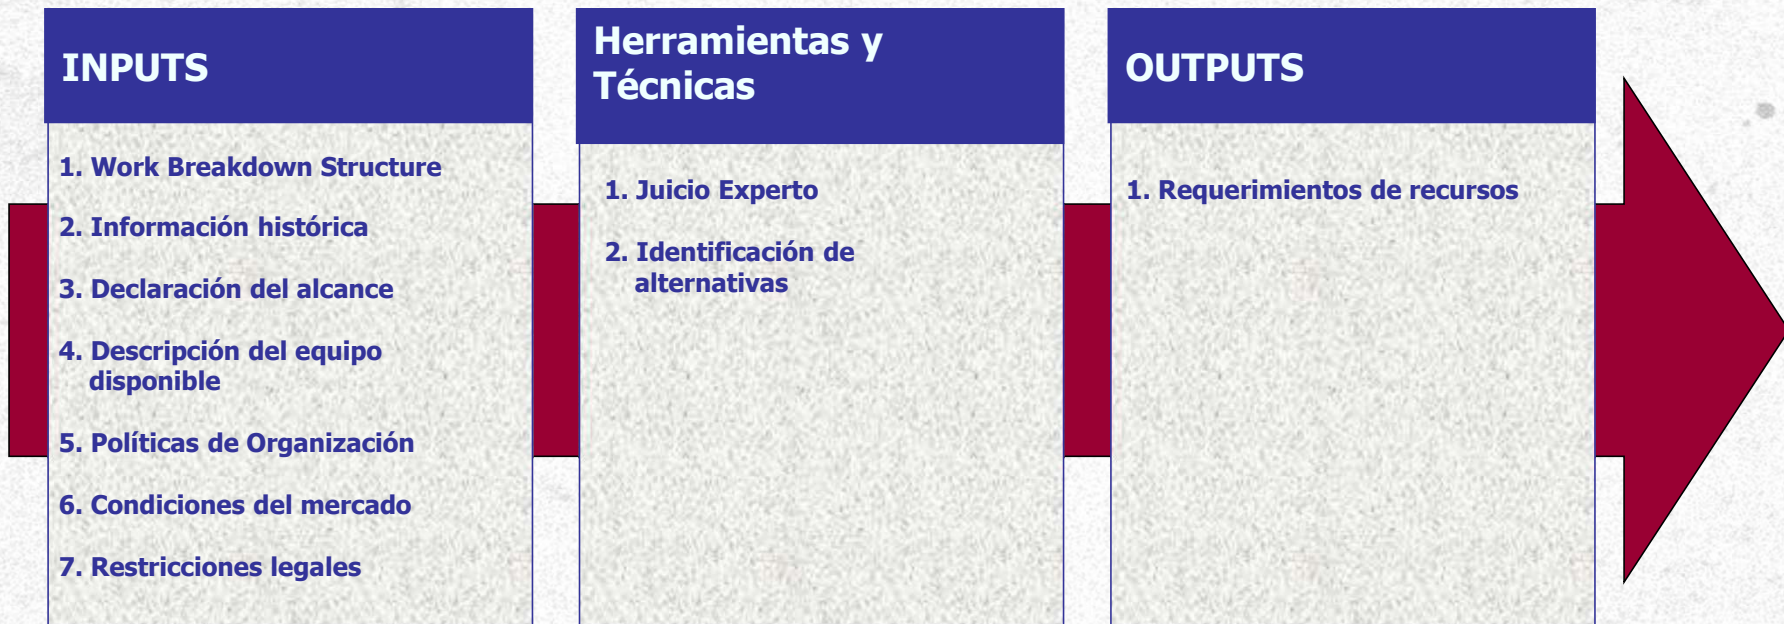 INPUTS
1. Work Breakdown Structure
2. Información histórica
3. Declaración del alcance
4. Descripción del equipo
disponible
5. Políticas de Organización
6. Condiciones del mercado
7. Restricciones legales
Herramientas y
Técnicas
1. Juicio Experto
2. Identificación de
alternativas
OUTPUTS
1. Requerimientos de recursos